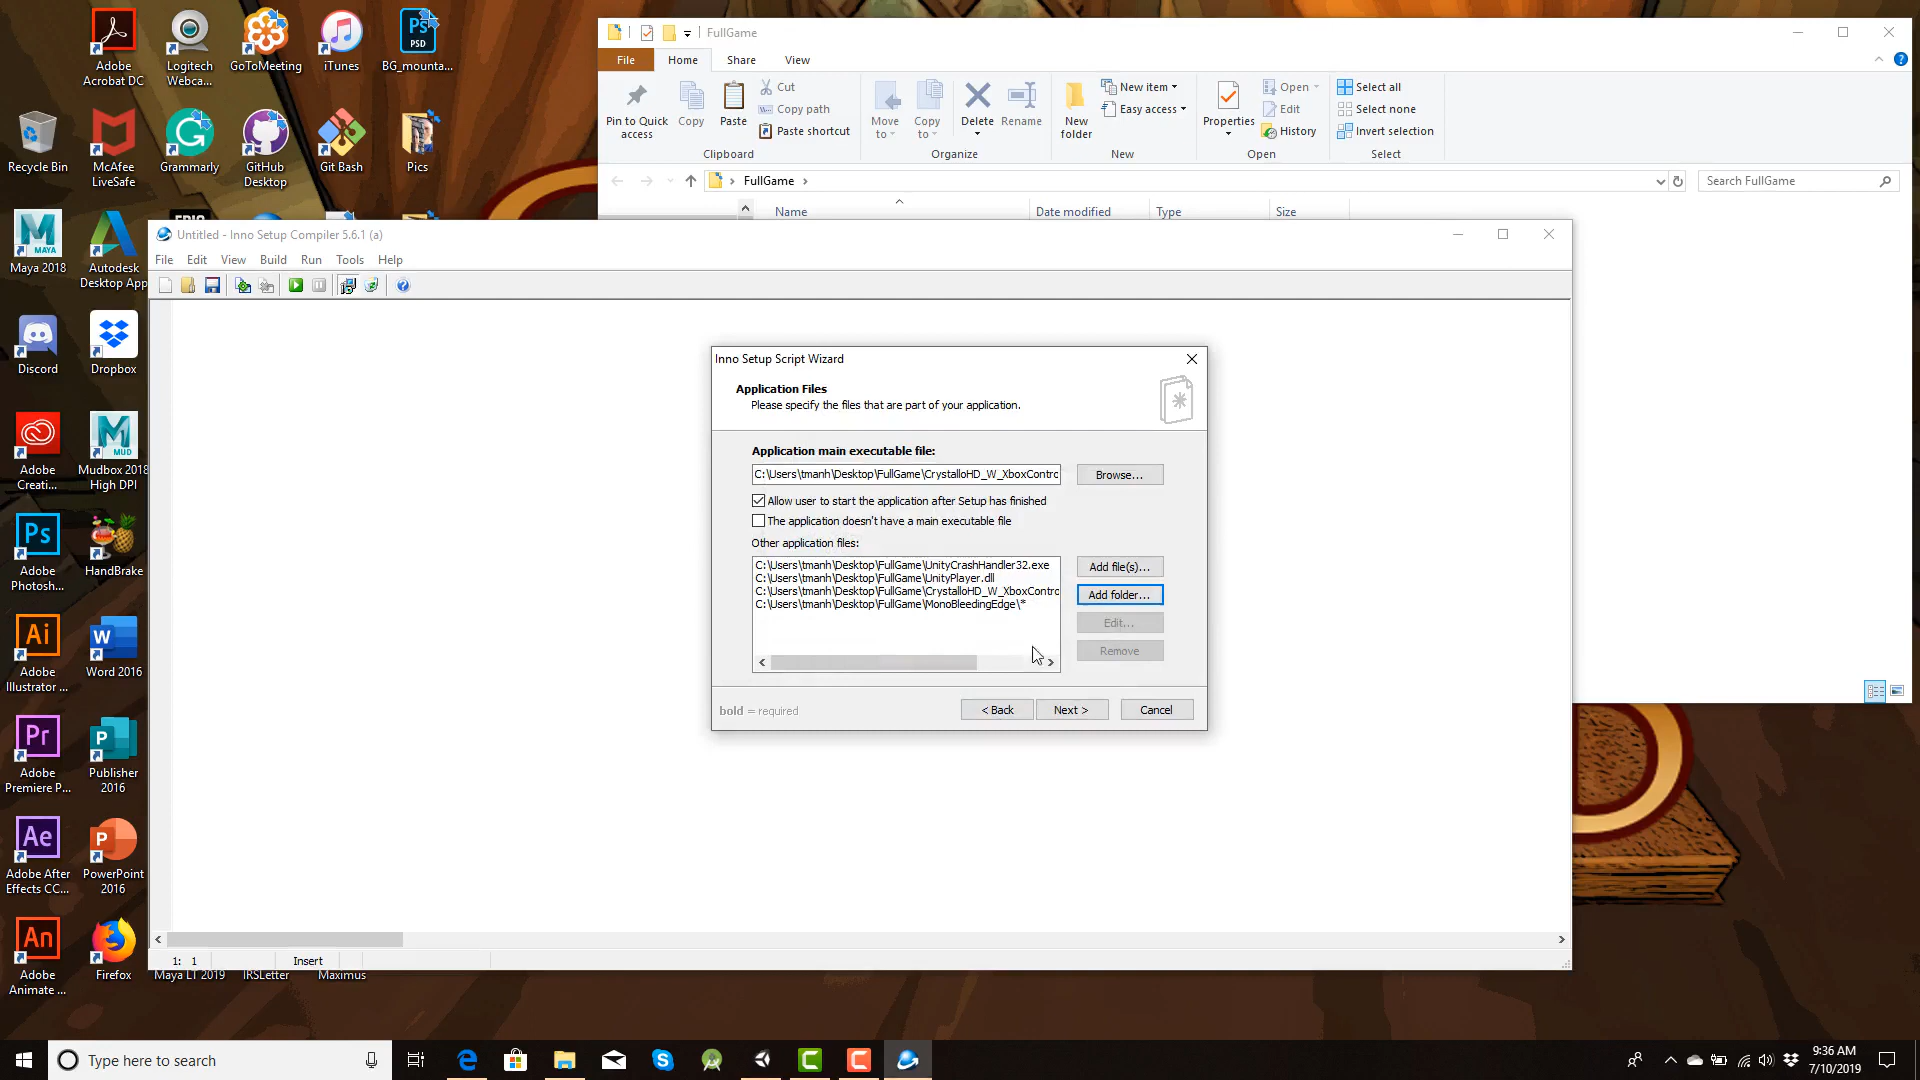 Adobe
Acrobat DC
Logitech
Webca...
GoToMeeting
iTunes
PSD
BG_mounta...
Recycle Bin
McAfee
LiveSafe
Grammarly
GitHub
Desktop
Git Bash
Pics
Maya 2018
Autodesk
Desktop App
Discord
Dropbox
Adobe
Creati...
Mudbox 2018
High DPI
Adobe
Photosh...
HandBrake
Adobe
Illustrator ...
Word 2016
Adobe
Premiere P...
Publisher
2016
Adobe After
Effects CC...
PowerPoint
2016
Adobe
Animate ...
Firefox
Maya LT 2019
IRSLetter
Maximus
FullGame
File
Home
Share
View
Pin to Quick
access
Copy
Paste
Cut
Copy path
Paste shortcut
Clipboard
Move
to
Copy
to
Delete
Rename
Organize
New
folder
New item
Easy access
New
Properties
Open
Edit
History
Open
Select all
Select none
Invert selection
Select
FullGame
Search FullGame
Name
Date modified
Type
Size
Untitled - Inno Setup Compiler 5.6.1 (a)
File Edit View Build Run Tools Help
Inno Setup Script Wizard
Application Files
Please specify the files that are part of your application.
Application main executable file:
C:\Users\tmanh\Desktop\FullGame\CrystalloHD_W_XboxContro
Browse...
Allow user to start the application after Setup has finished
The application doesn't have a main executable file
Other application files:
C:\Users\tmanh\Desktop\FullGame\UnityCrashHandler32.exe
C:\Users\tmanh\Desktop\FullGame\UnityPlayer.dll
C:\Users\tmanh\Desktop\FullGame\CrystalloHD_W_XboxContro
C:\Users\tmanh\Desktop\FullGame\MonoBleedingEdge\*
Add file(s)...
Add folder...
Edit...
Remove
bold = required
< Back
Next >
Cancel
1: 1
Insert
Type here to search
9:36 AM
7/10/2019